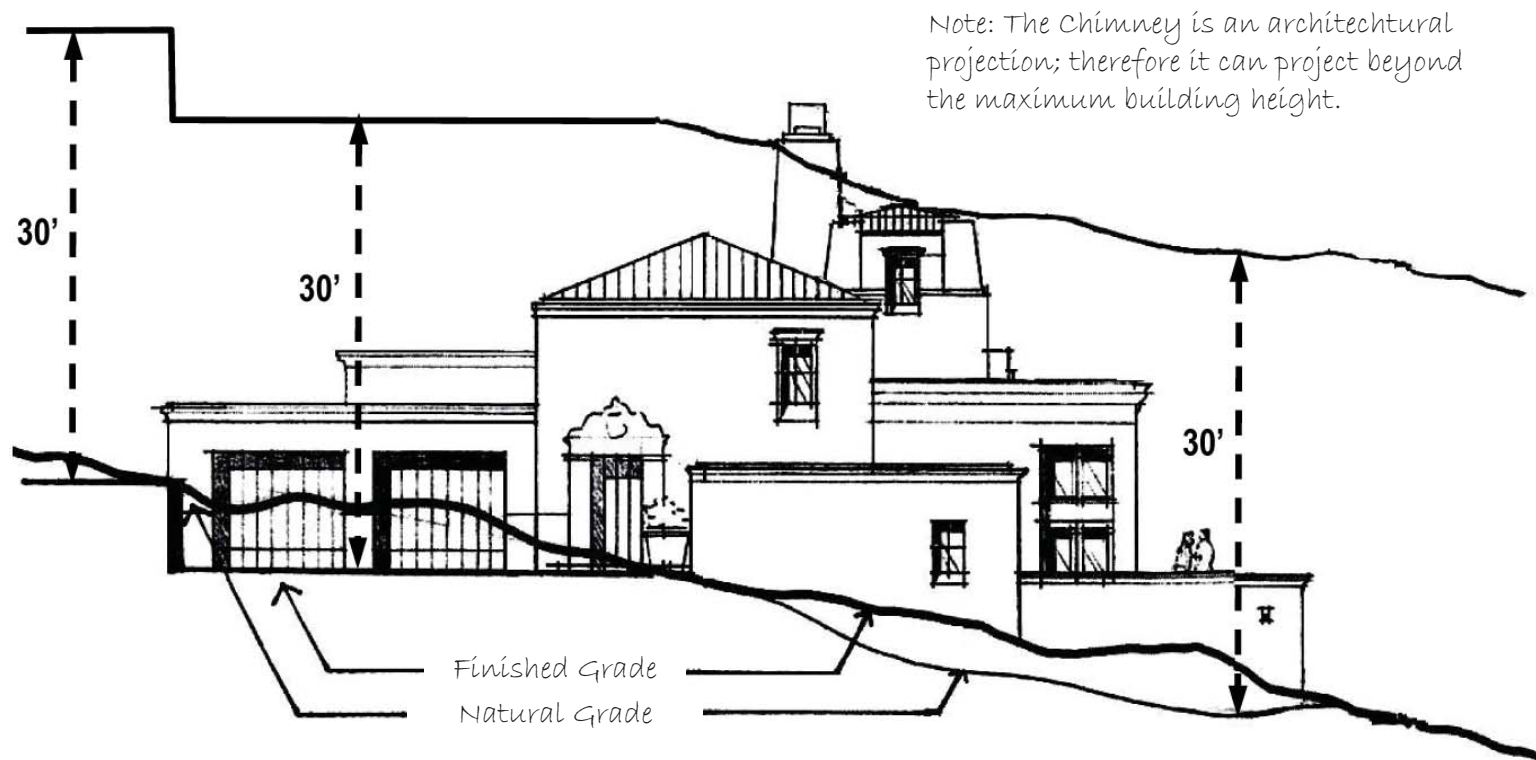 Note: The Chimney is an architechtural
projection; therefore it can project beyond
the maximum building height.
30'
30'
30'
Finished Grade
Natural Grade